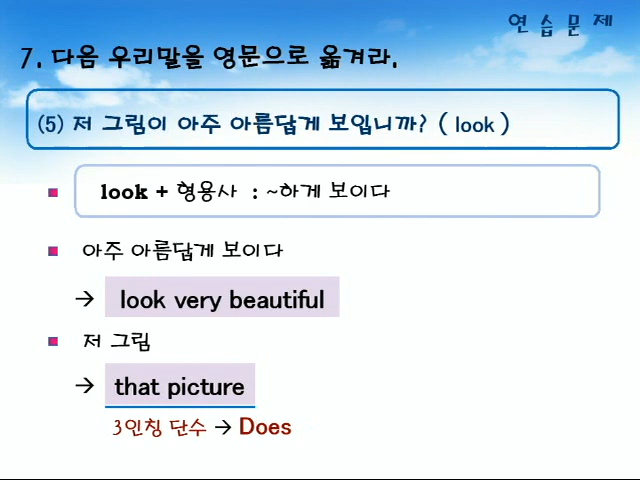 연습문제
7. 다음 우리말을 영문으로 옮겨라.
(5) 저 그림이 아주 아름답게 보입니까? ( look )
look + 형용사 : ~하게 보이다
아주 아름답게 보이다
→ look very beautiful
저 그림
→ that picture
3인칭 단수 → Does